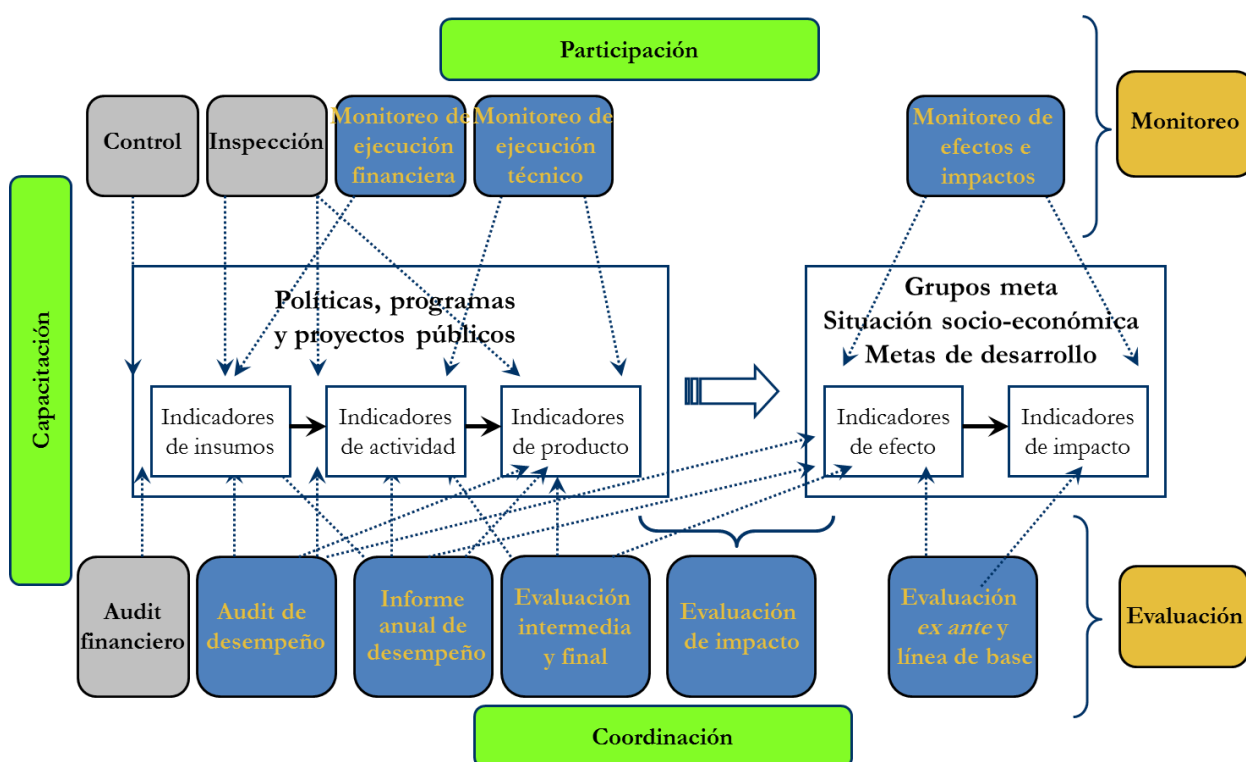 Participación
Control
Inspección
Monitoreo de
ejecución
financiera
Monitoreo de
ejecución
técnico
Monitoreo de
efectos e
impactos
Monitoreo
Capacitación
Políticas, programas
y proyectos públicos
Indicadores
de insumos
Indicadores
de actividad
Indicadores
de producto
Grupos meta
Situación socio-económica
Metas de desarrollo
Indicadores
de efecto
Indicadores
de impacto
Audit
financiero
Audit de
desempeño
Informe
anual de
desempeño
Evaluación
intermedia
y final
Evaluación
de impacto
Evaluación
ex ante y
línea de base
Evaluación
Coordinación